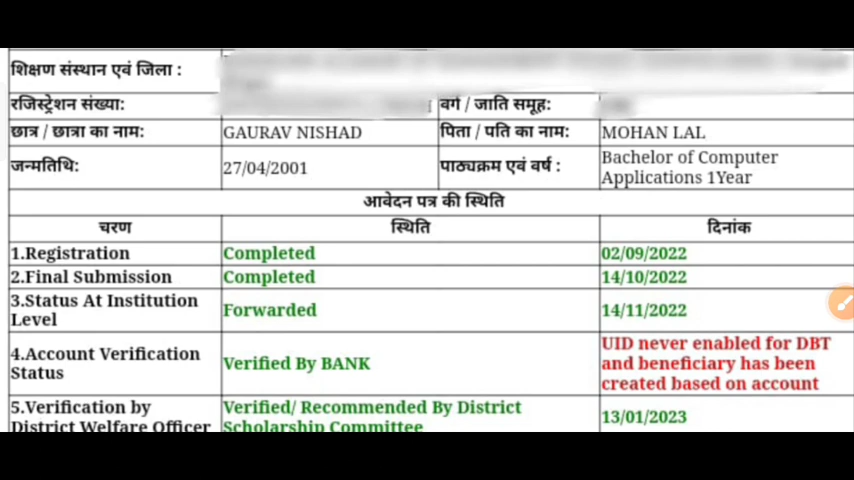 शिक्षण संस्थान एवं जिला :
रजिस्ट्रेशन संख्या: वर्ग / जाति समूह:
छात्र / छात्रा का नाम: GAURAV NISHAD पिता / पति का नाम: MOHAN LAL
जन्मतिथि: 27/04/2001 पाठ्यक्रम एवं वर्ष : Bachelor of Computer
Applications 1Year
आवेदन पत्र की स्थिति
चरण स्थिति दिनांक
1.Registration Completed 02/09/2022
2.Final Submission Completed 14/10/2022
3.Status At Institution
Level Forwarded 14/11/2022
4.Account Verification
Status Verified By BANK UID never enabled for DBT
and beneficiary has been
created based on account
5.Verification by
District Welfare Officer Verified/ Recommended By District
Scholarship Committee 13/01/2023